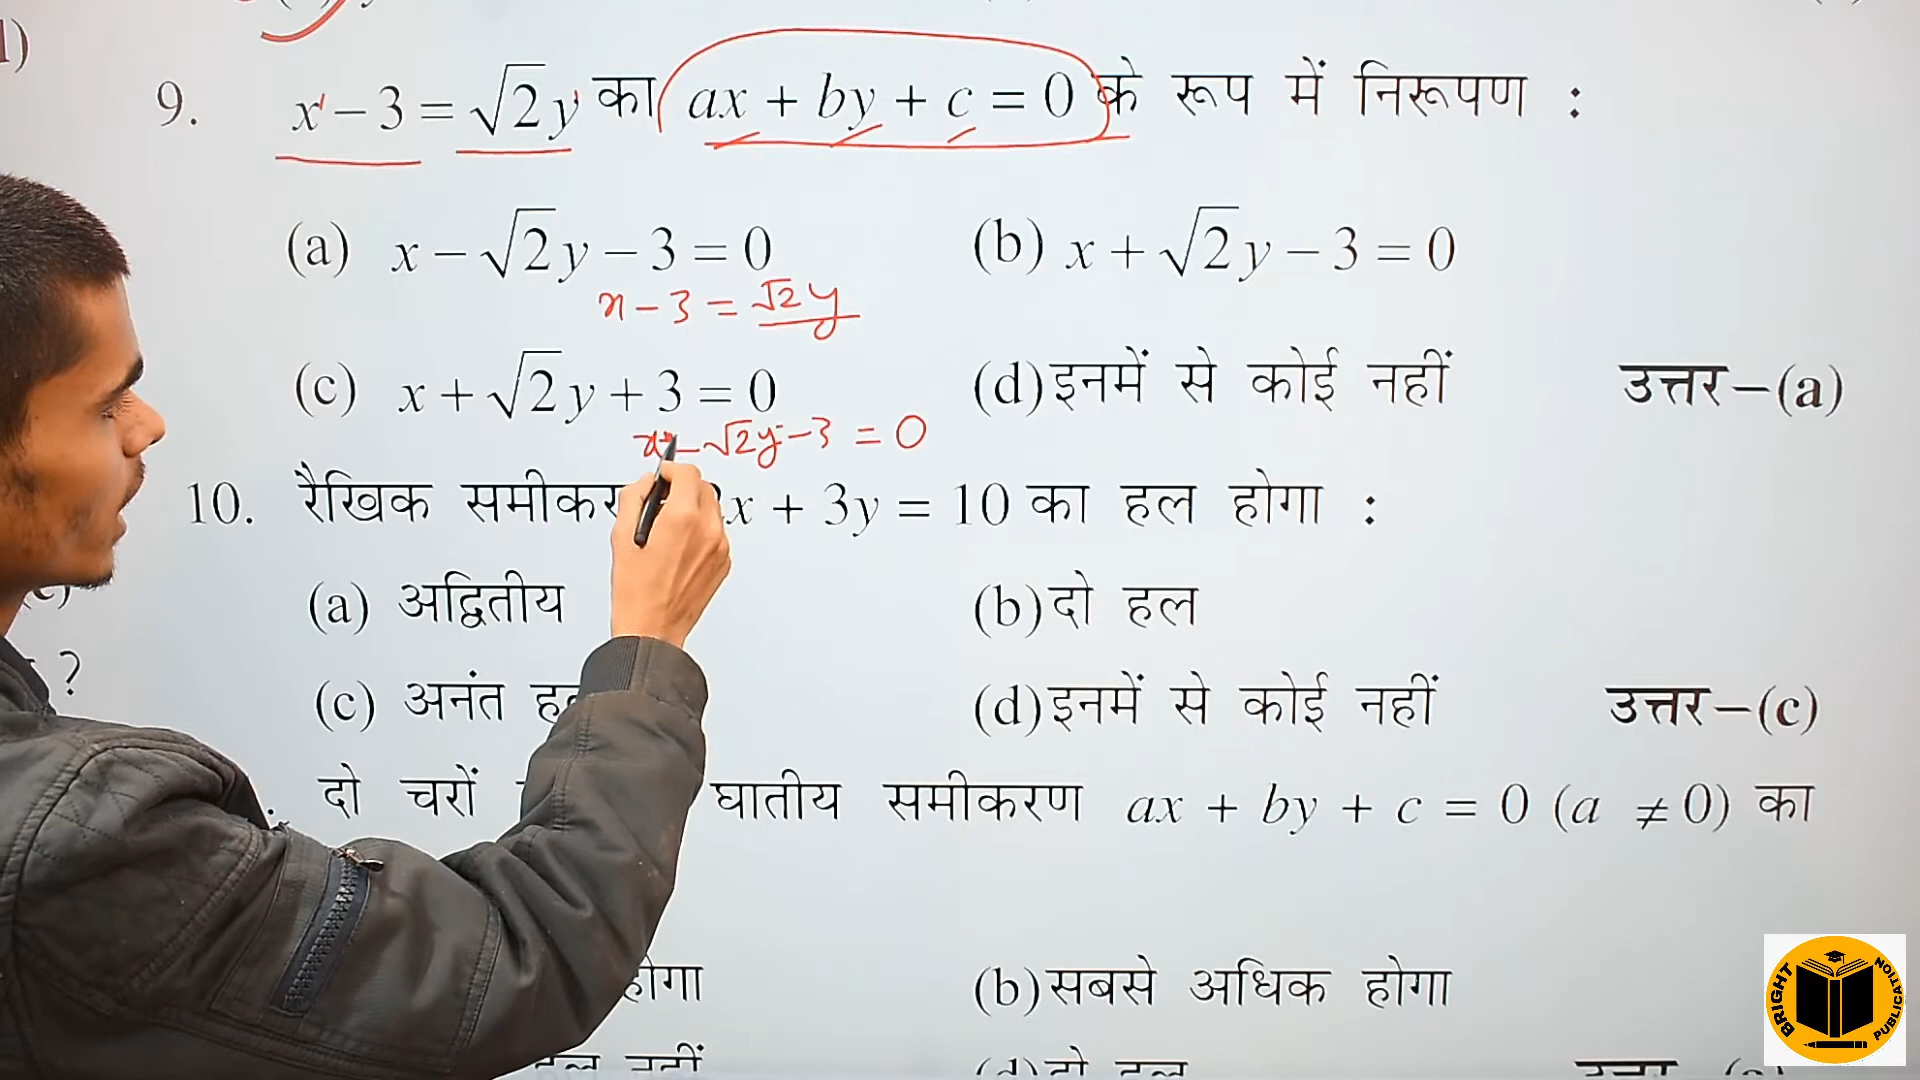 9. x - 3 = √2y का ax + by + c = 0 के रूप में निरूपण :
(a) x - √2y - 3 = 0 (b) x + √2y - 3 = 0
x - 3 = √2y
(c) x + √2y + 3 = 0 (d) इनमें से कोई नहीं उत्तर-(a)
x - √2y - 3 = 0
10. रैखिक x + 3y = 10 का हल होगा :
(a) अद्वितीय (b) दो हल
(c) अनंत (d) इनमें से कोई नहीं उत्तर-(c)
दो चरों घातीय समीकरण ax + by + c = 0 (a ≠ 0) का
?
होगा (b) सबसे अधिक होगा
BRIGHT PUBLICATION